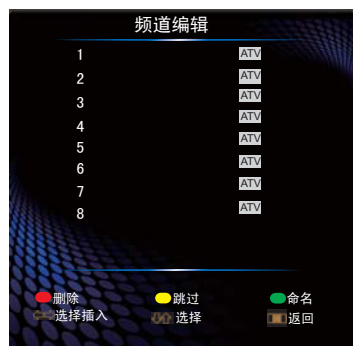 频道编辑
1 ATV
2 ATV
3 ATV
4 ATV
5 ATV
6 ATV
7 ATV
8 ATV
删除 跳过 命名
选择插入 选择 返回